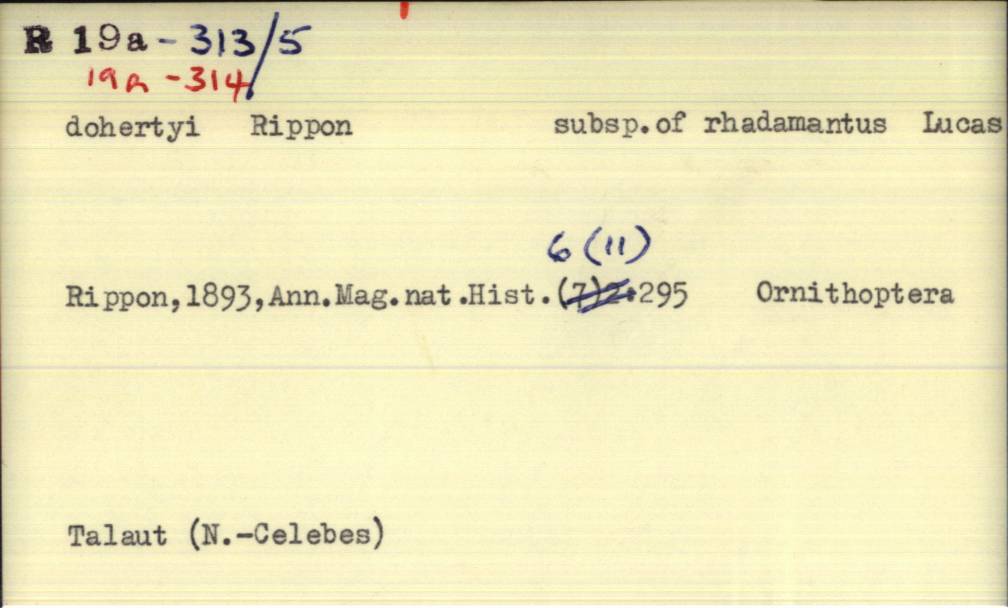 R 19a - 313/5
19a - 314
dohertyi Rippon subsp.of rhadamantus Lucas
6 (11)
Rippon,1893,Ann.Mag.nat.Hist.(7)2:295 Ornithoptera
Talaut (N.-Celebes)